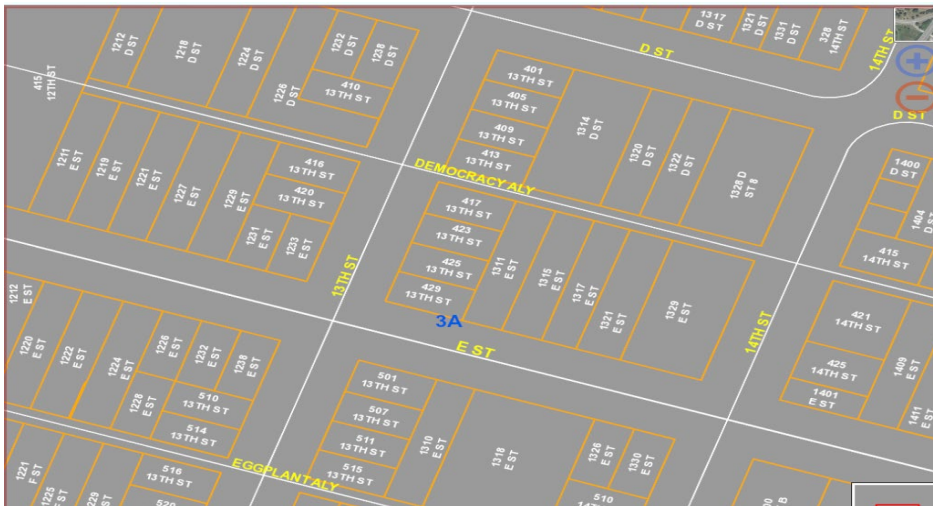 1212
D ST
1218
D ST
1224
D ST
1226
D ST
1232
D ST
1238
D ST
410
13TH ST
415
12TH ST
1317
D ST
1321
D ST
1331
D ST
328
14TH ST
14TH ST
D ST
D ST
401
13TH ST
405
13TH ST
409
13TH ST
413
13TH ST
1314
D ST
1320
D ST
1322
D ST
1328 D
ST 8
1400
D ST
1404
D ST
415
14TH ST
1211
E ST
1219
E ST
1221
E ST
1227
E ST
1229
E ST
416
13TH ST
420
13TH ST
1231
E ST
1233
E ST
DEMOCRACY ALY
417
13TH ST
423
13TH ST
425
13TH ST
429
13TH ST
1311
E ST
1315
E ST
1317
E ST
1321
E ST
1329
E ST
13TH ST
14TH ST
421
14TH ST
425
14TH ST
1401
E ST
1409
E ST
1411
E ST
3A
E ST
1212
E ST
1220
E ST
1222
E ST
1224
E ST
1226
E ST
1228
E ST
1232
E ST
1238
E ST
510
13TH ST
514
13TH ST
501
13TH ST
507
13TH ST
511
13TH ST
515
13TH ST
1310
E ST
1318
E ST
1326
E ST
1330
E ST
510
14TH ST
EGGPLANT ALY
1221
F ST
1225
F ST
1229
516
13TH ST
520